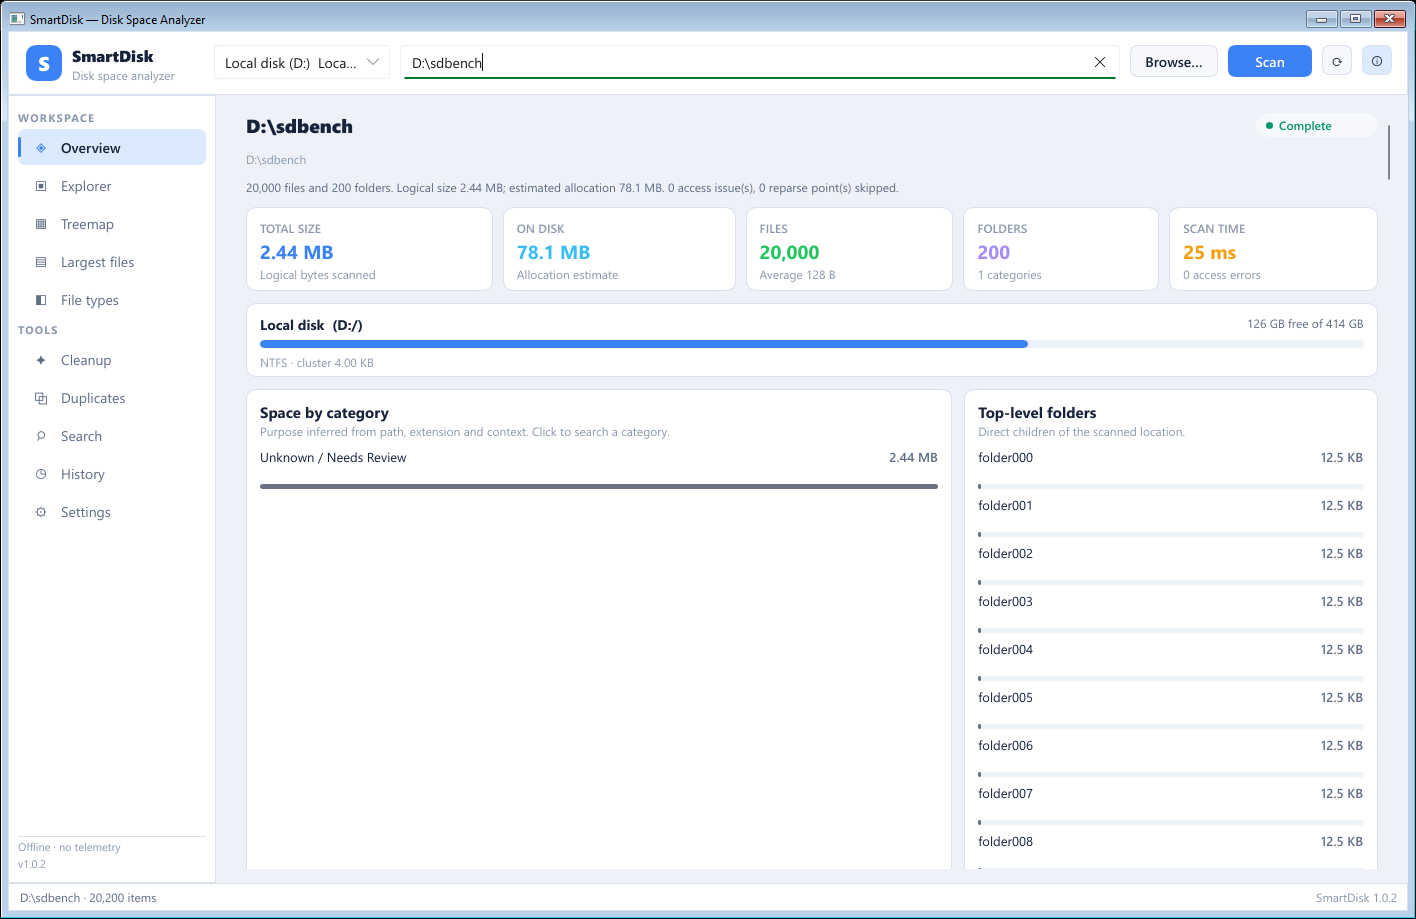 SmartDisk — Disk Space Analyzer
S
SmartDisk
Disk space analyzer
Local disk (D:)  Loca...
D:\sdbench
Browse...
Scan
WORKSPACE
Overview
Explorer
Treemap
Largest files
File types
TOOLS
Cleanup
Duplicates
Search
History
Settings
Offline · no telemetry
v1.0.2
D:\sdbench
Complete
D:\sdbench
20,000 files and 200 folders. Logical size 2.44 MB; estimated allocation 78.1 MB. 0 access issue(s), 0 reparse point(s) skipped.
TOTAL SIZE
2.44 MB
Logical bytes scanned
ON DISK
78.1 MB
Allocation estimate
FILES
20,000
Average 128 B
FOLDERS
200
1 categories
SCAN TIME
25 ms
0 access errors
Local disk  (D:/)
126 GB free of 414 GB
NTFS · cluster 4.00 KB
Space by category
Purpose inferred from path, extension and context. Click to search a category.
Unknown / Needs Review 2.44 MB
Top-level folders
Direct children of the scanned location.
folder000 12.5 KB
folder001 12.5 KB
folder002 12.5 KB
folder003 12.5 KB
folder004 12.5 KB
folder005 12.5 KB
folder006 12.5 KB
folder007 12.5 KB
folder008 12.5 KB
D:\sdbench · 20,200 items
SmartDisk 1.0.2